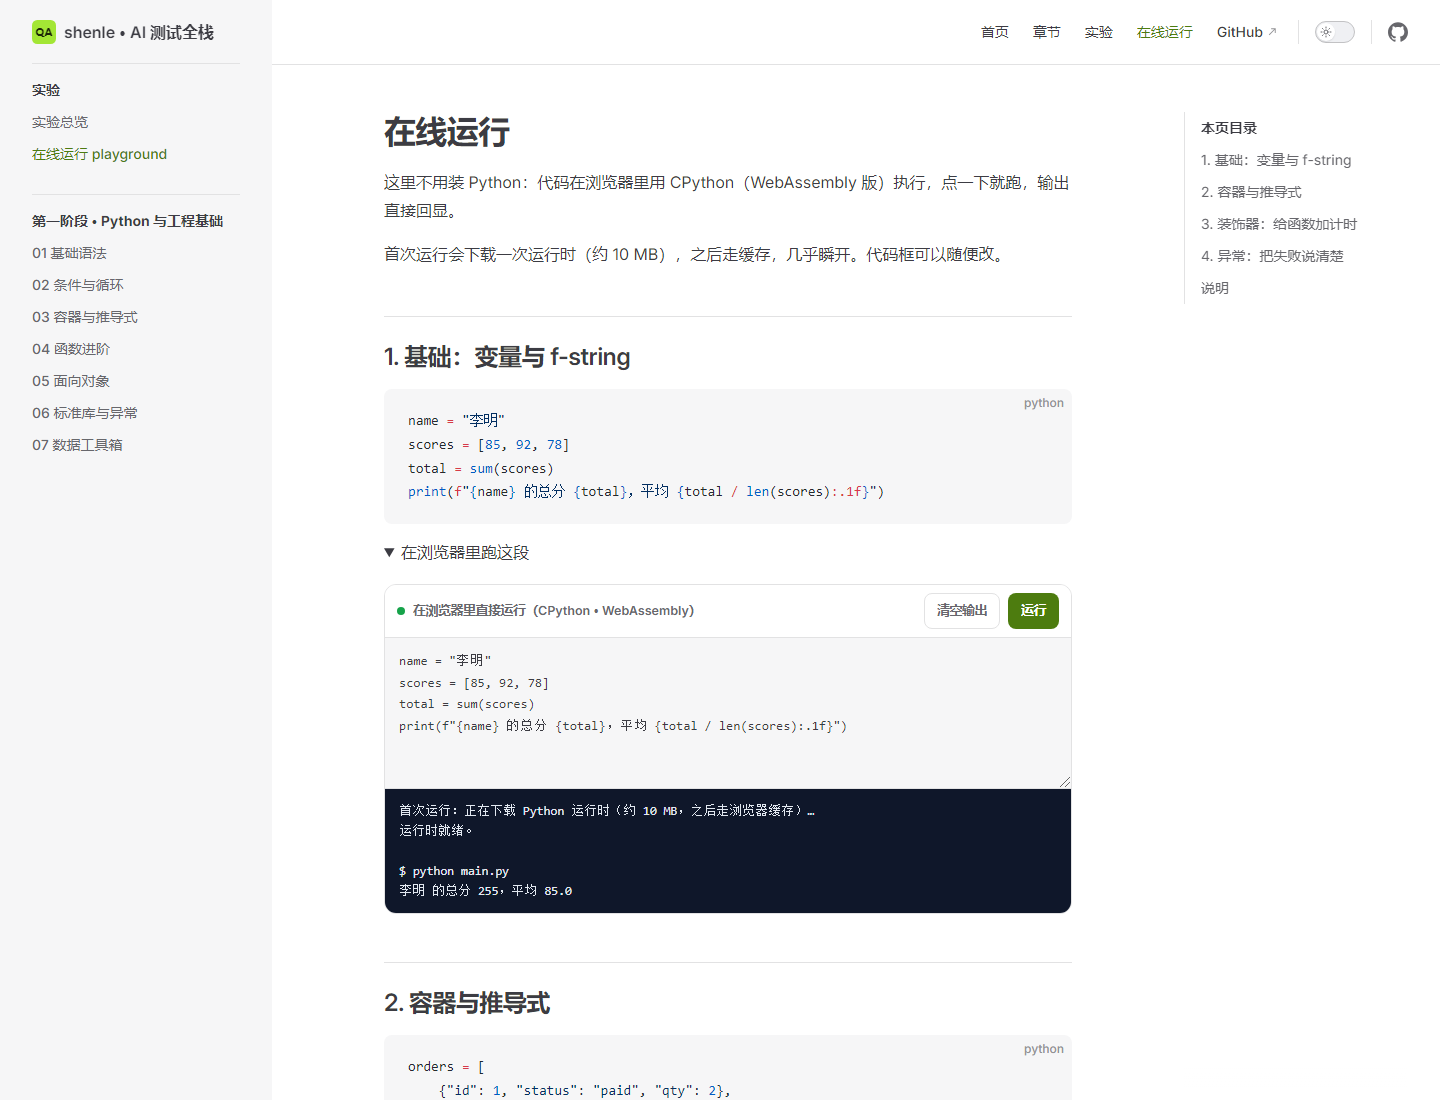 QA shenle • AI 测试全栈
首页 章节 实验 在线运行 GitHub ↗
实验
实验总览
在线运行 playground
第一阶段 • Python 与工程基础
01 基础语法
02 条件与循环
03 容器与推导式
04 函数进阶
05 面向对象
06 标准库与异常
07 数据工具箱
在线运行
这里不用装 Python：代码在浏览器里用 CPython（WebAssembly 版）执行，点一下就跑，输出
直接回显。
首次运行会下载一次运行时（约 10 MB），之后走缓存，几乎瞬开。代码框可以随便改。
1. 基础：变量与 f-string
python
name = "李明"
scores = [85, 92, 78]
total = sum(scores)
print(f"{name} 的总分 {total}，平均 {total / len(scores):.1f}")
▼ 在浏览器里跑这段
在浏览器里直接运行（CPython • WebAssembly） 清空输出 运行
name = "李明"
scores = [85, 92, 78]
total = sum(scores)
print(f"{name} 的总分 {total}，平均 {total / len(scores):.1f}")
首次运行：正在下载 Python 运行时（约 10 MB，之后走浏览器缓存）…
运行时就绪。
$ python main.py
李明 的总分 255，平均 85.0
2. 容器与推导式
python
orders = [
{"id": 1, "status": "paid", "qty": 2},
本页目录
1. 基础：变量与 f-string
2. 容器与推导式
3. 装饰器：给函数加计时
4. 异常：把失败说清楚
说明